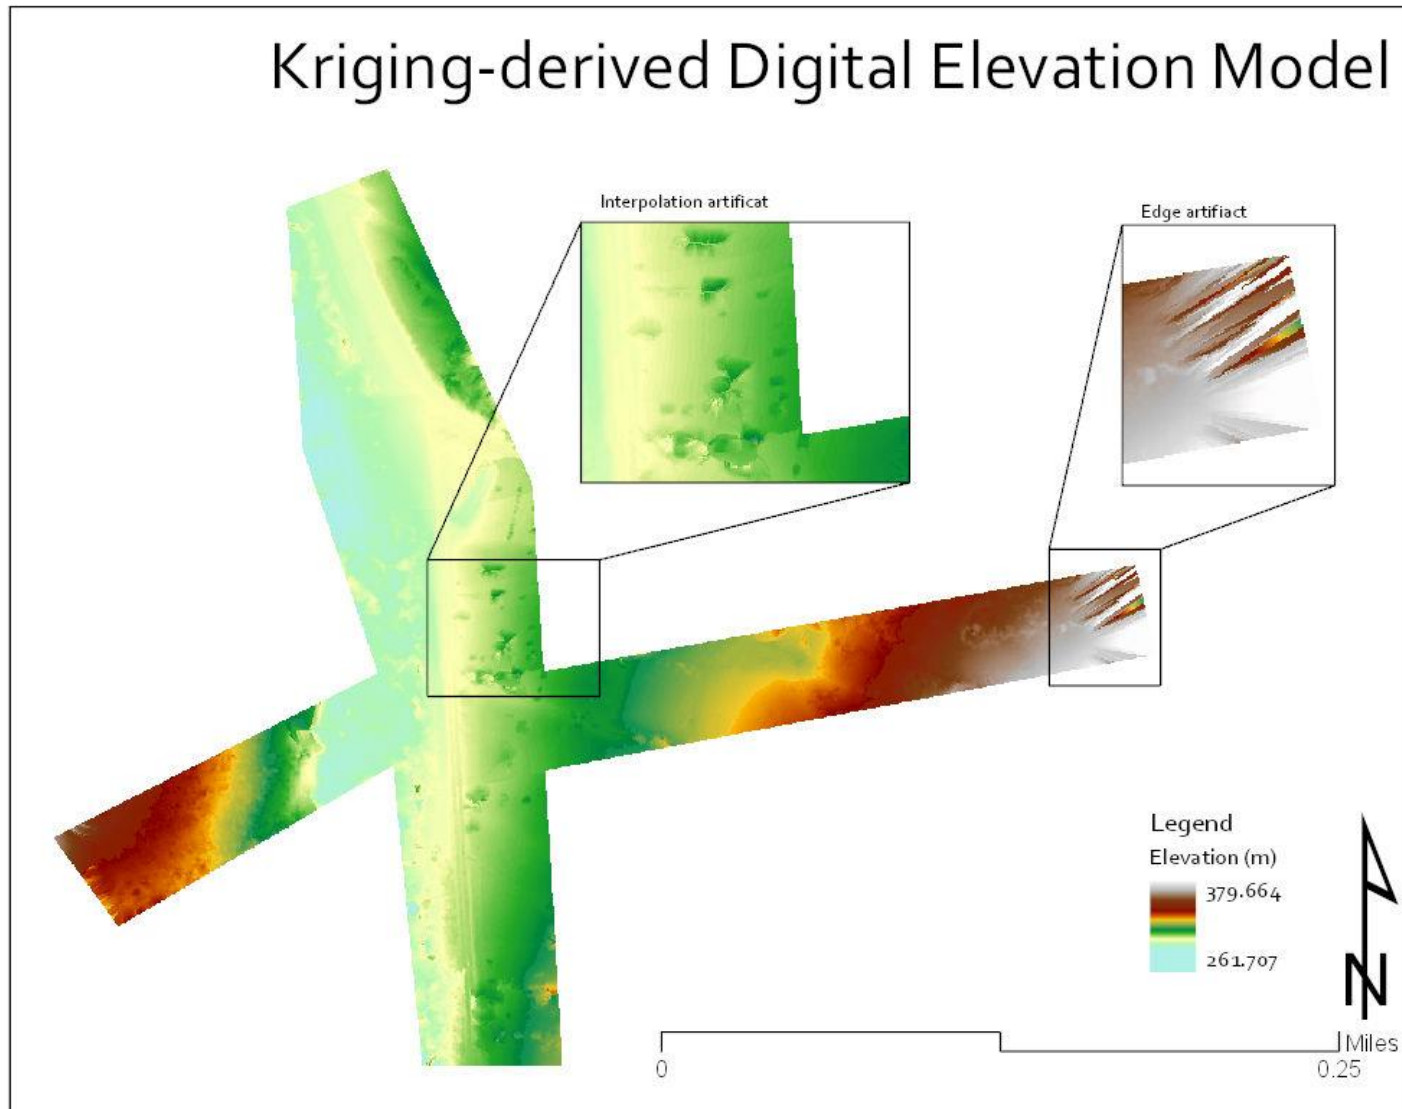 Kriging-derived Digital Elevation Model
Interpolation artificat
Edge artifiact
Legend
Elevation (m)
379.664
261.707
N
Miles
0
0.25